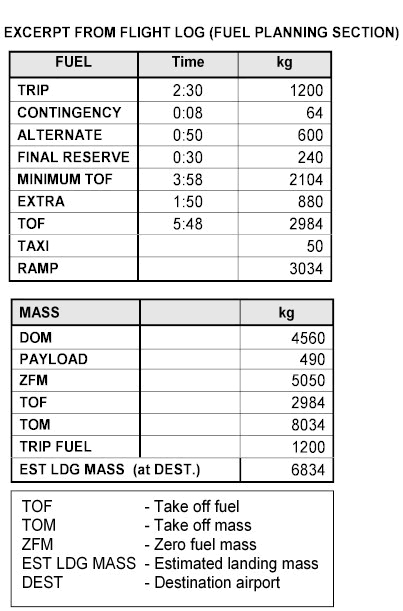 EXCERPT FROM FLIGHT LOG (FUEL PLANNING SECTION)
FUEL Time kg
TRIP 2:30 1200
CONTINGENCY 0:08 64
ALTERNATE 0:50 600
FINAL RESERVE 0:30 240
MINIMUM TOF 3:58 2104
EXTRA 1:50 880
TOF 5:48 2984
TAXI 50
RAMP 3034
MASS kg
DOM 4560
PAYLOAD 490
ZFM 5050
TOF 2984
TOM 8034
TRIP FUEL 1200
EST LDG MASS (at DEST.) 6834
TOF - Take off fuel
TOM - Take off mass
ZFM - Zero fuel mass
EST LDG MASS - Estimated landing mass
DEST - Destination airport